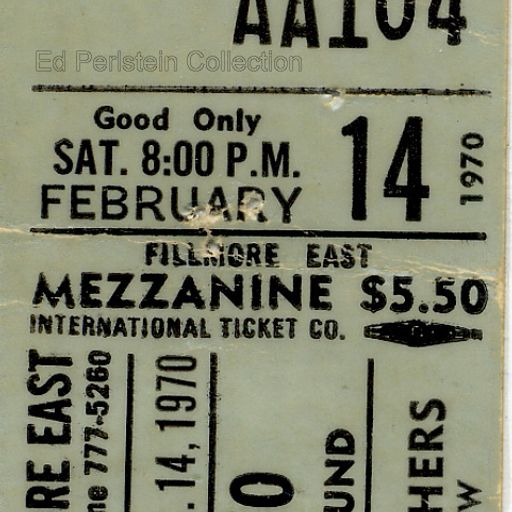 AA104
Ed Perlstein Collection
Good Only
SAT. 8:00 P.M.
FEBRUARY 14
1970
FILLMORE EAST
MEZZANINE $5.50
INTERNATIONAL TICKET CO.
RE EAST
ne 777-5260
. 14, 1970
O
UND
HERS
W